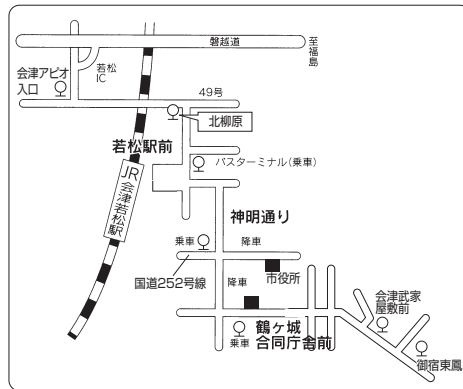 磐越道
至福島
会津アピオ
入口
若松
IC
49号
北柳原
若松駅前
バスターミナル(乗車)
JR会津若松駅
神明通り
乗車
降車
国道252号線
市役所
降車
会津武家
屋敷前
鶴ヶ城
合同庁舎前
乗車
御宿東鳳